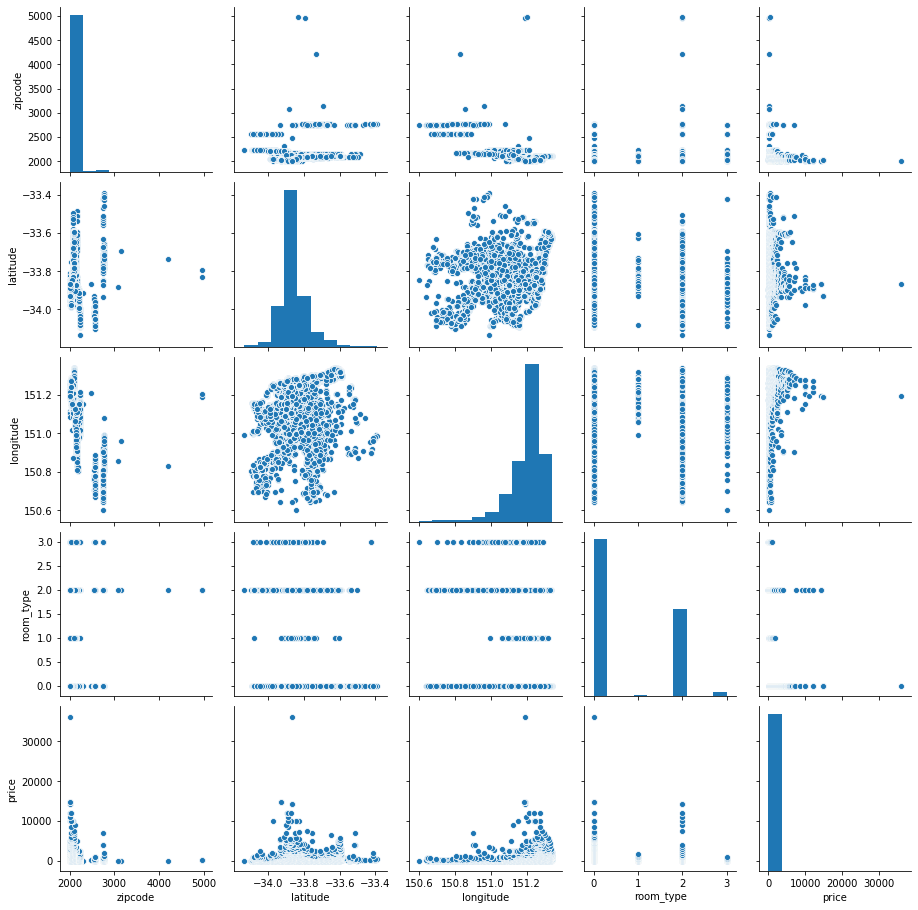 5000
4500
4000
3500
3000
2500
2000
zipcode
−33.4
−33.6
−33.8
−34.0
latitude
151.2
151.0
150.8
150.6
longitude
3.0
2.5
2.0
1.5
1.0
0.5
0.0
room_type
30000
20000
10000
0
price
2000 3000 4000 5000
zipcode
−34.0 −33.8 −33.6 −33.4
latitude
150.6 150.8 151.0 151.2
longitude
0 1 2 3
room_type
0 10000 20000 30000
price